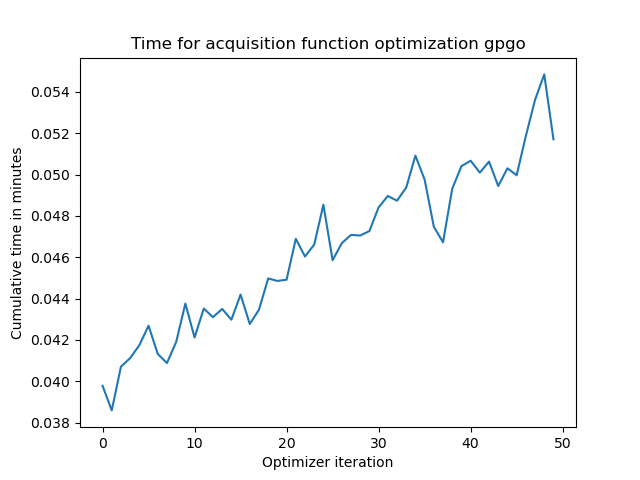 Time for acquisition function optimization gpgo
Cumulative time in minutes
0.054
0.052
0.050
0.048
0.046
0.044
0.042
0.040
0.038
0 10 20 30 40 50
Optimizer iteration